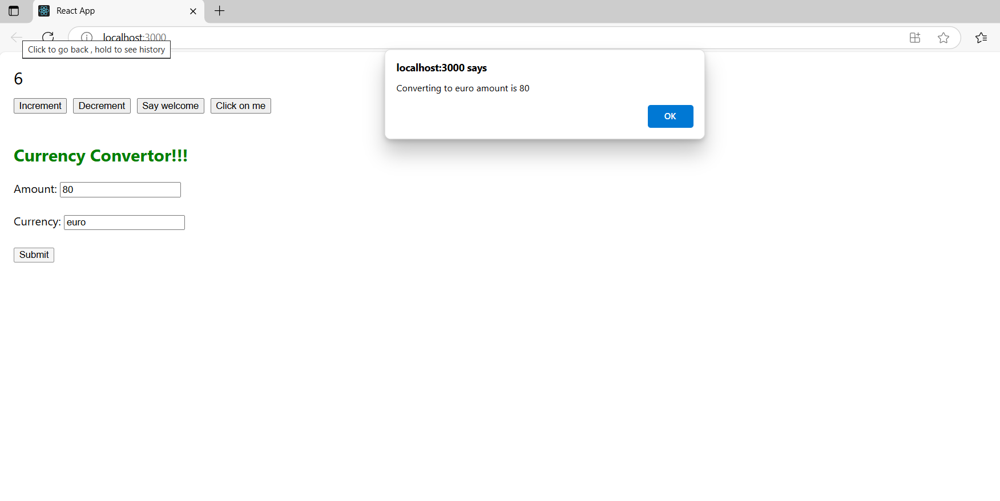 React App
localhost:3000
Click to go back , hold to see history
localhost:3000 says
Converting to euro amount is 80
OK
6
Increment Decrement Say welcome Click on me
Currency Convertor!!!
Amount: 80
Currency: euro
Submit